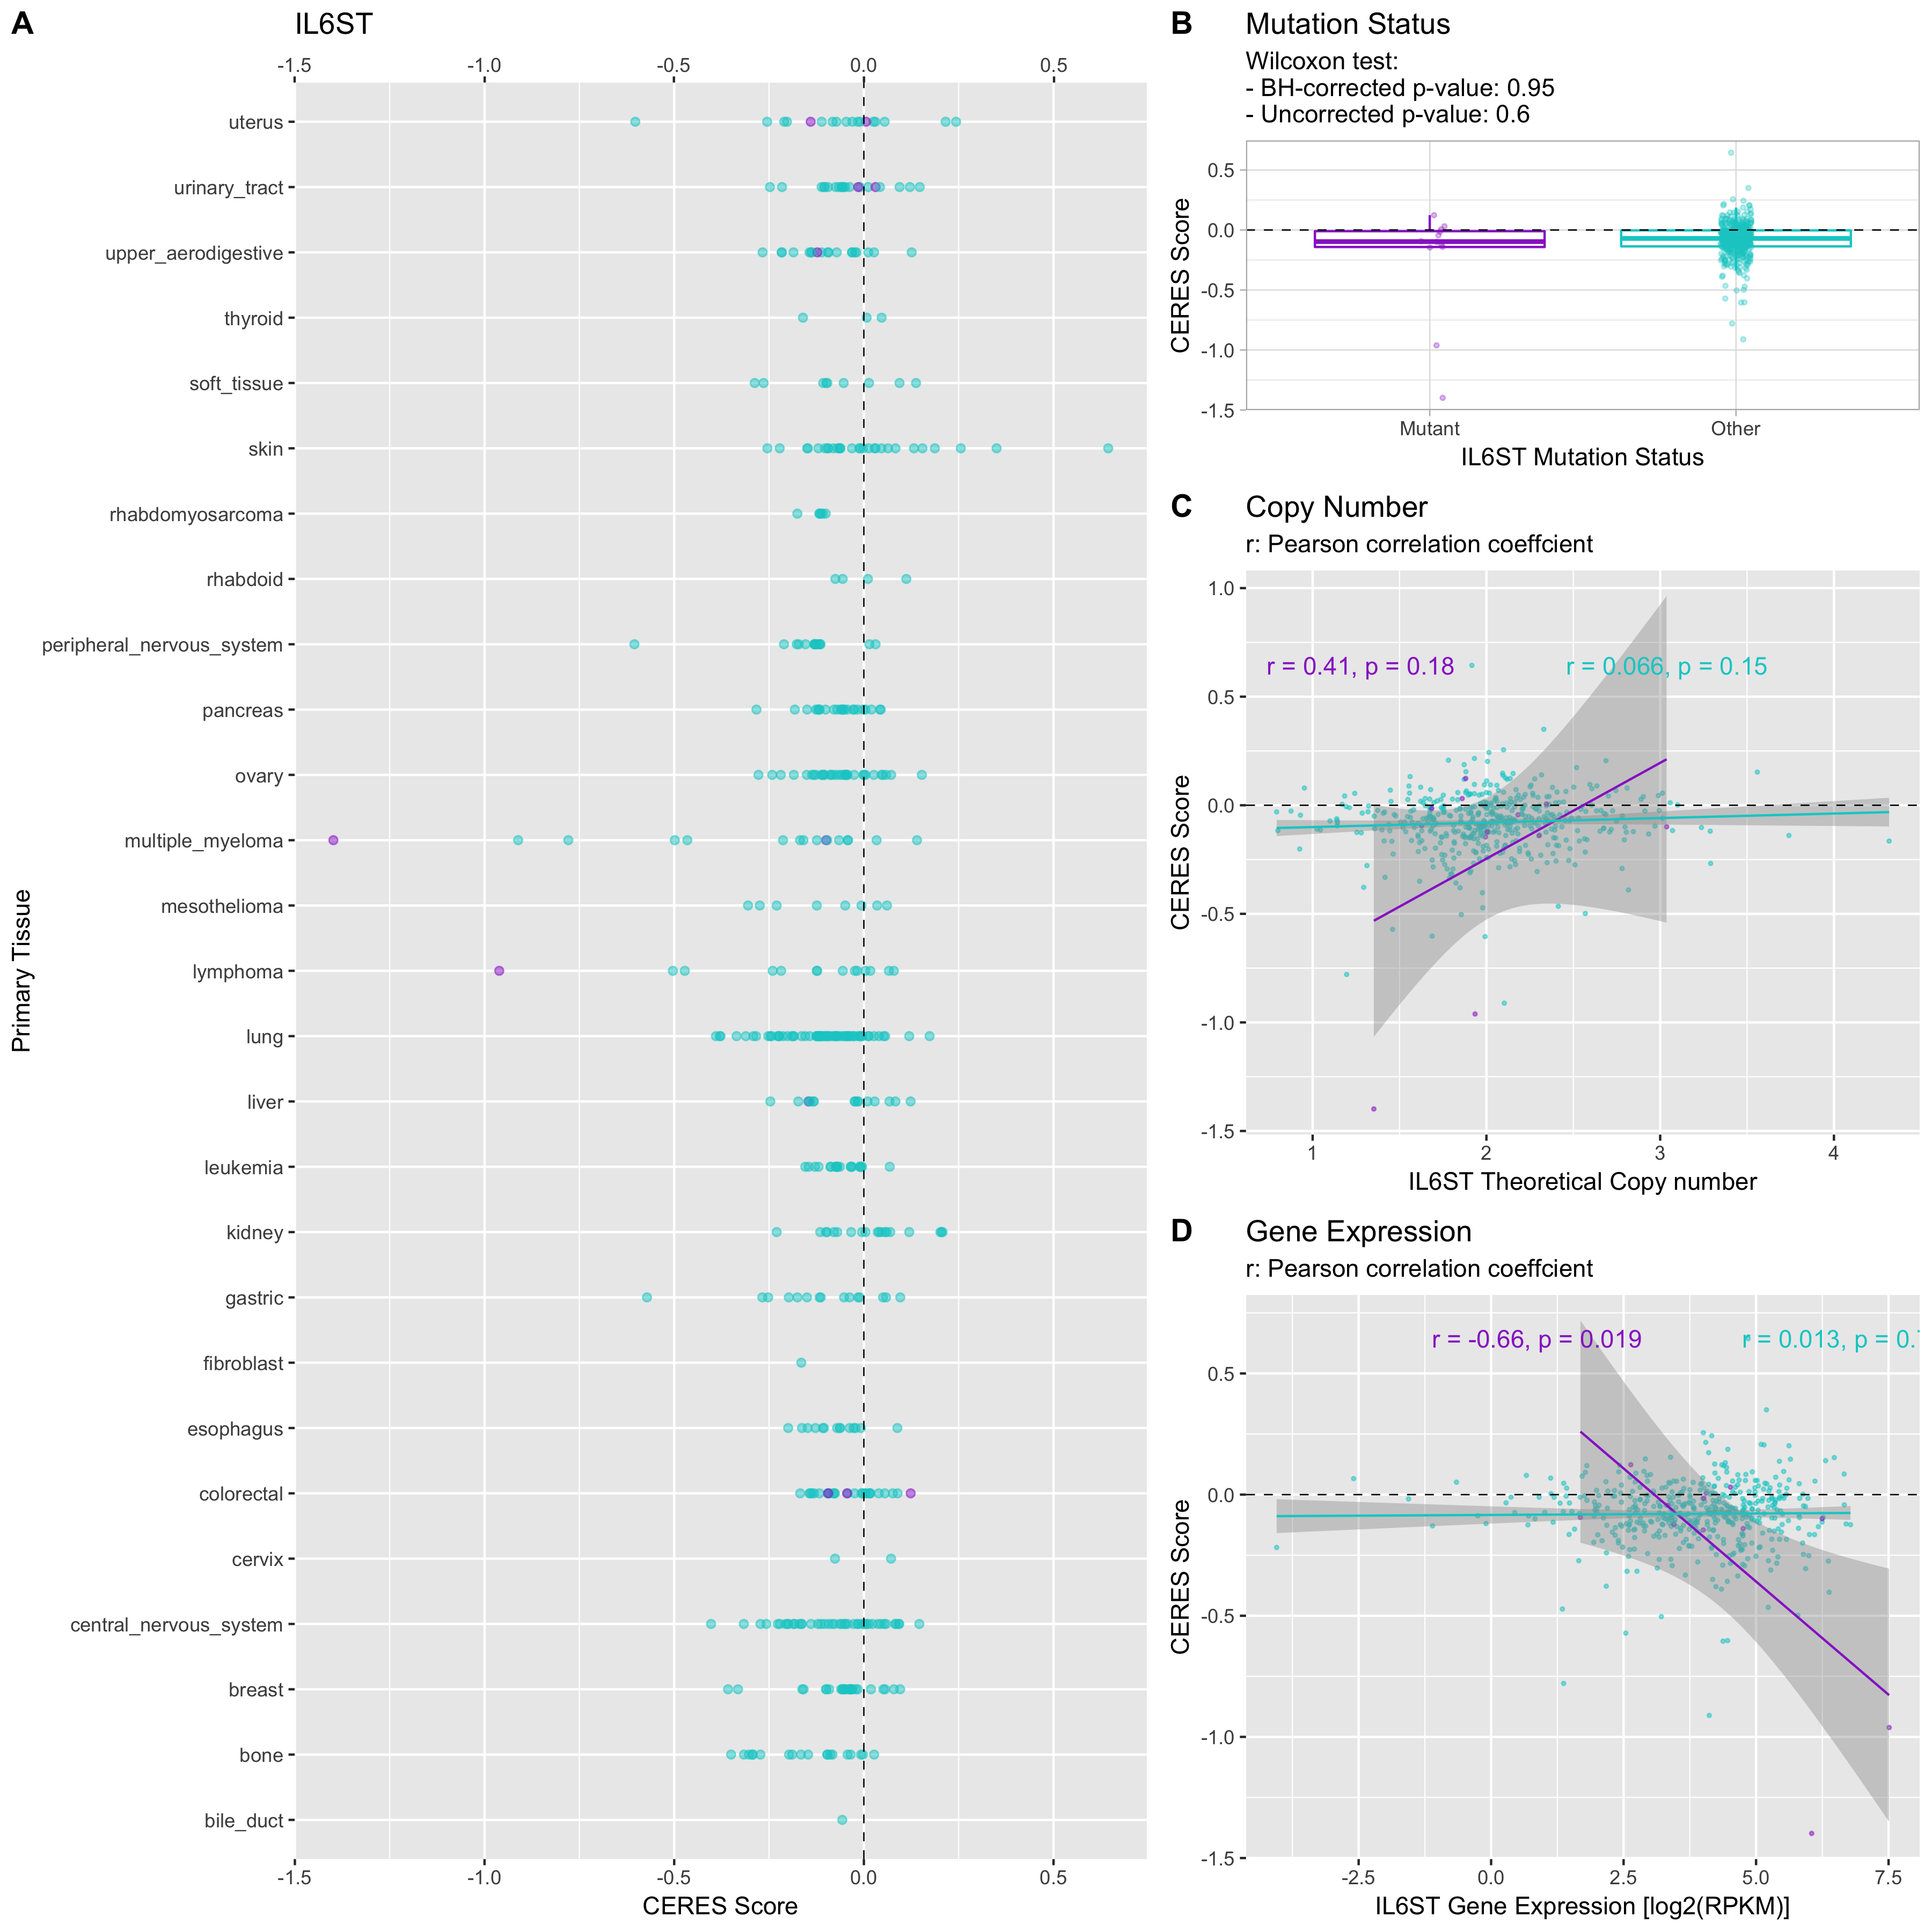 A
IL6ST
-1.5 -1.0 -0.5 0.0 0.5
uterus
urinary_tract
upper_aerodigestive
thyroid
soft_tissue
skin
rhabdomyosarcoma
rhabdoid
peripheral_nervous_system
pancreas
ovary
multiple_myeloma
mesothelioma
lymphoma
lung
liver
leukemia
kidney
gastric
fibroblast
esophagus
colorectal
cervix
central_nervous_system
breast
bone
bile_duct
Primary Tissue
-1.5 -1.0 -0.5 0.0 0.5
CERES Score
B
Mutation Status
Wilcoxon test:
- BH-corrected p-value: 0.95
- Uncorrected p-value: 0.6
0.5
0.0
-0.5
-1.0
-1.5
CERES Score
Mutant Other
IL6ST Mutation Status
C
Copy Number
r: Pearson correlation coeffcient
r = 0.41, p = 0.18 r = 0.066, p = 0.15
1.0
0.5
0.0
-0.5
-1.0
-1.5
CERES Score
1 2 3 4
IL6ST Theoretical Copy number
D
Gene Expression
r: Pearson correlation coeffcient
r = -0.66, p = 0.019 r = 0.013, p = 0.
0.5
0.0
-0.5
-1.0
-1.5
CERES Score
-2.5 0.0 2.5 5.0 7.5
IL6ST Gene Expression [log2(RPKM)]